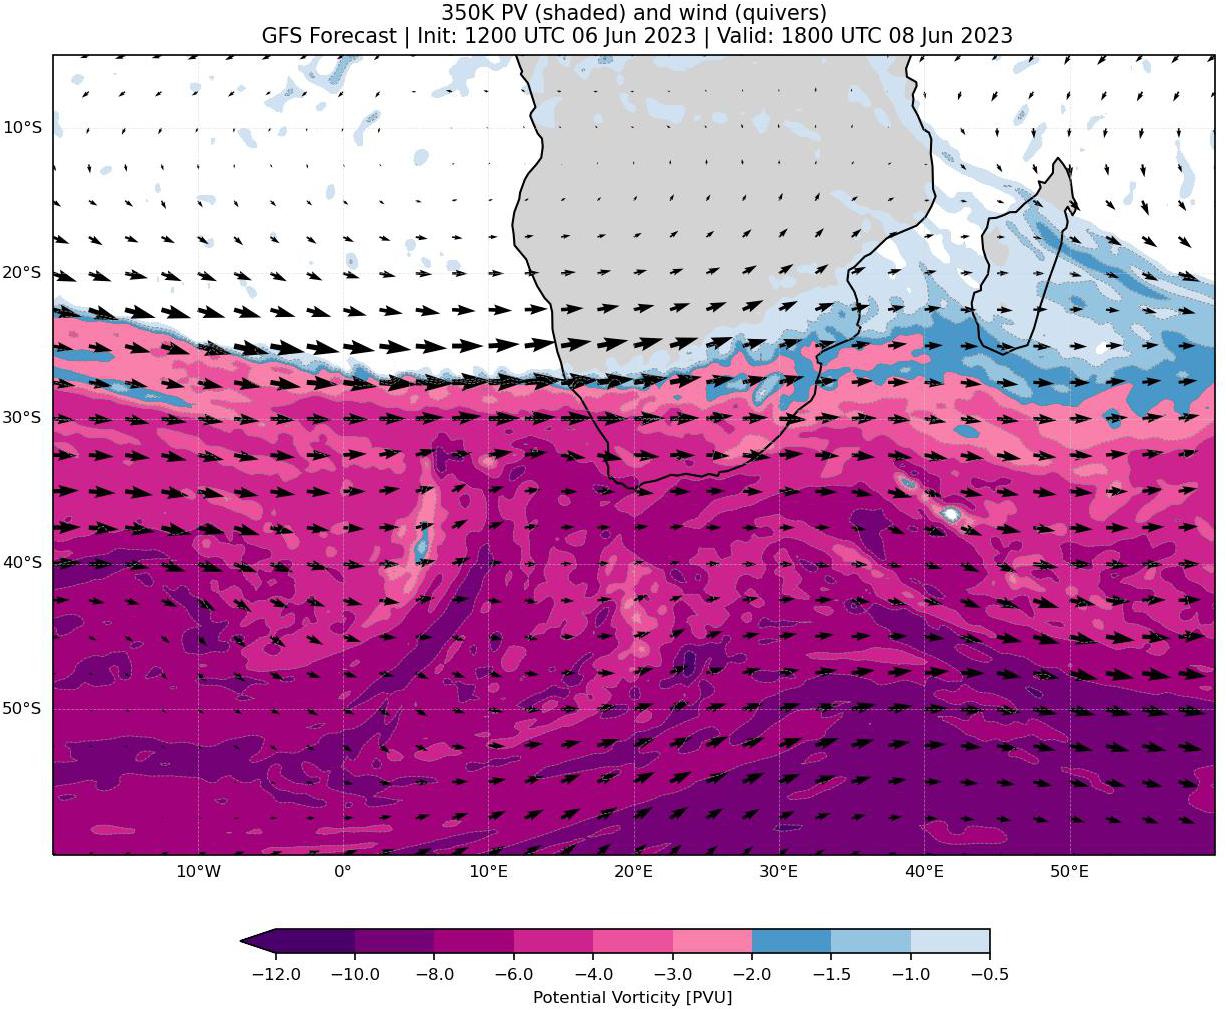 350K PV (shaded) and wind (quivers)
GFS Forecast | Init: 1200 UTC 06 Jun 2023 | Valid: 1800 UTC 08 Jun 2023
10°S
20°S
30°S
40°S
50°S
10°W 0° 10°E 20°E 30°E 40°E 50°E
−12.0 −10.0 −8.0 −6.0 −4.0 −3.0 −2.0 −1.5 −1.0 −0.5
Potential Vorticity [PVU]